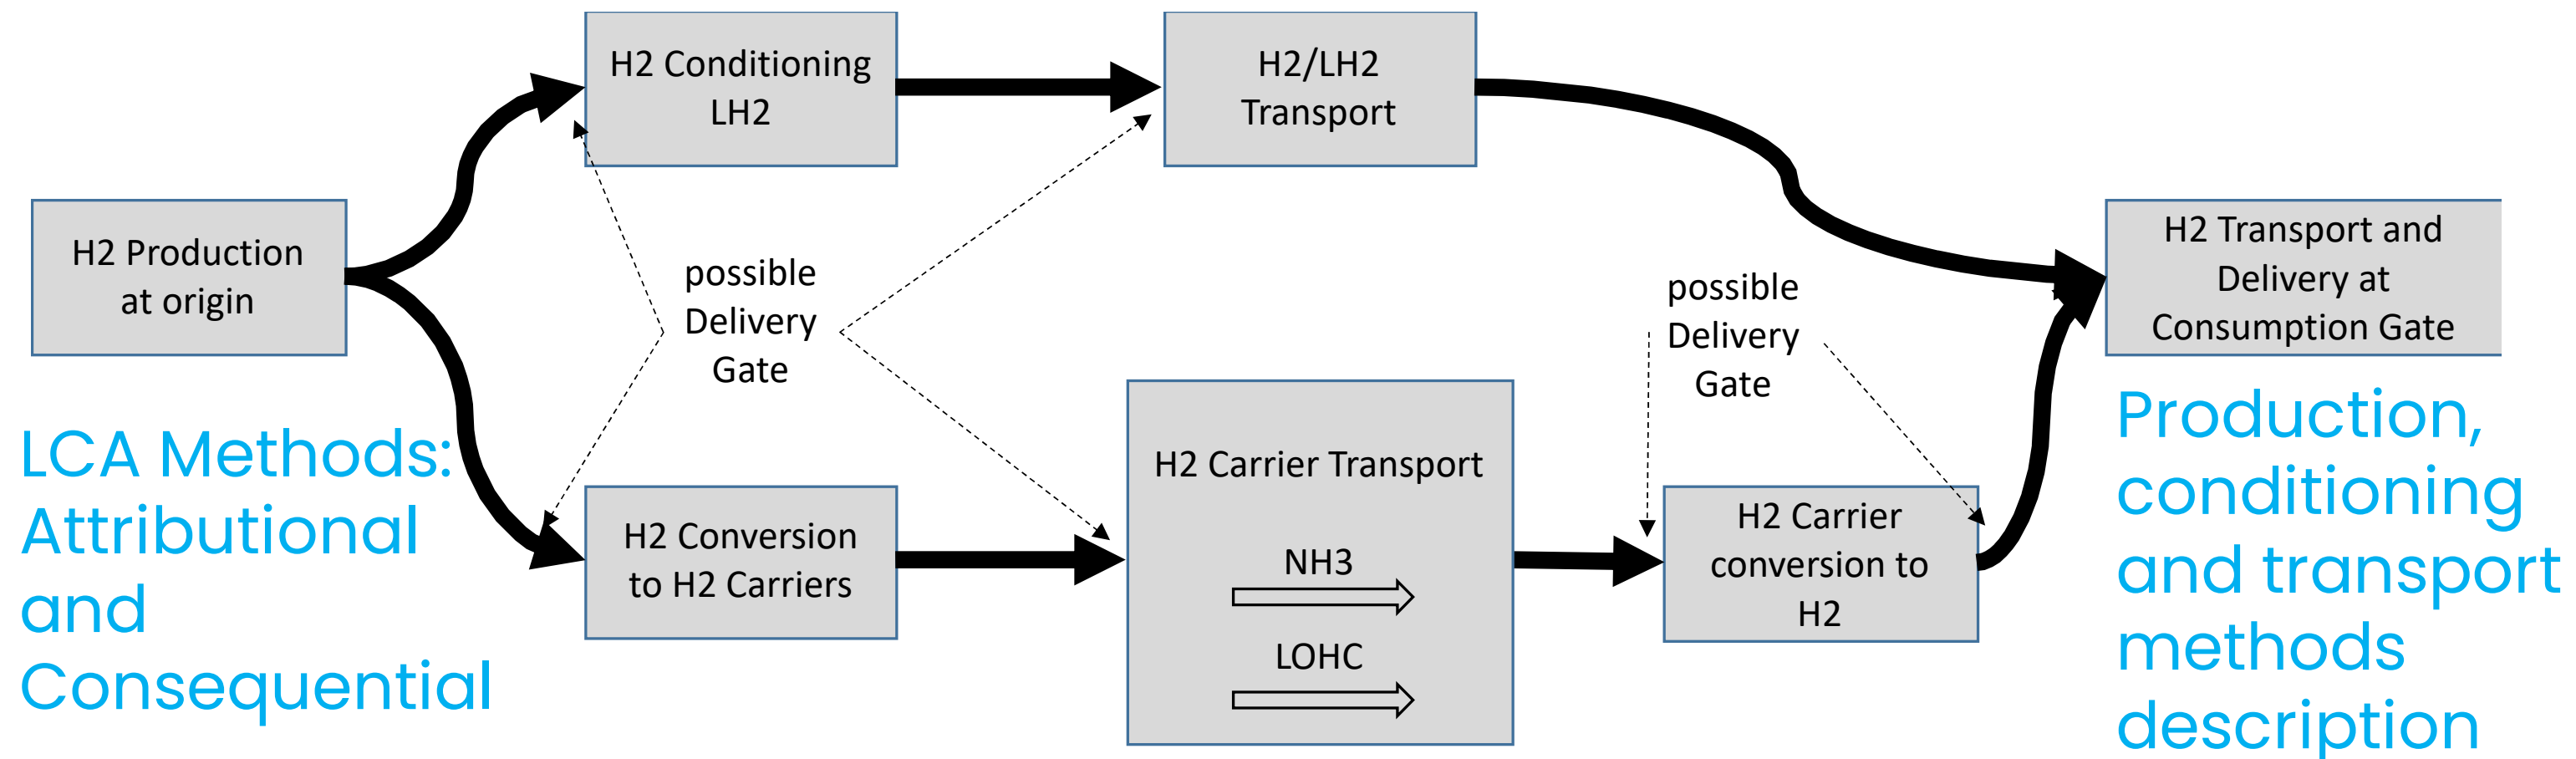 H2 Conditioning
LH2
H2/LH2
Transport
H2 Production
at origin
possible
Delivery
Gate
possible
Delivery
Gate
H2 Transport and
Delivery at
Consumption Gate
LCA Methods:
Attributional
and
Consequential
H2 Conversion
to H2 Carriers
H2 Carrier Transport
NH3
LOHC
H2 Carrier
conversion to
H2
Production,
conditioning
and transport
methods
description